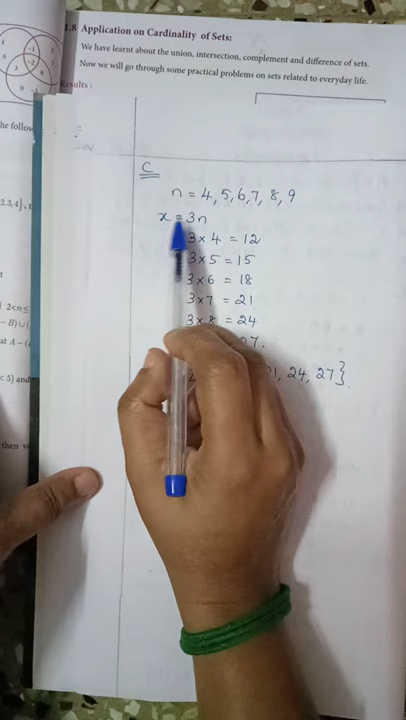 1.8 Application on Cardinality of Sets:
We have learnt about the union, intersection, complement and difference of sets.
Now we will go through some practical problems on sets related to everyday life.
Results :
he follow
2,3,4},
2<n≤
– B)∪(
at A – (
< 5) and
then
C
n = 4, 5, 6, 7, 8, 9
x = 3n
3 × 4 = 12
3 × 5 = 15
3 × 6 = 18
3 × 7 = 21
3 × 8 = 24
27.
, 24, 27}